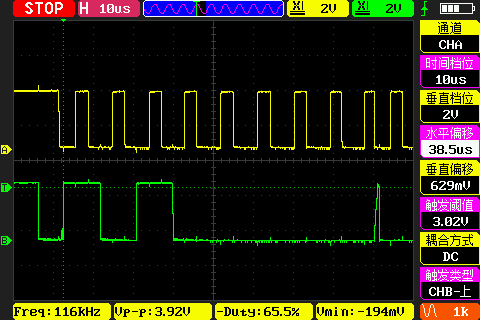 STOP H 10us X1 2V X1 2V
通道
CHA
时间档位
10us
垂直档位
2V
水平偏移
38.5us
垂直偏移
629mV
触发阈值
3.02V
耦合方式
DC
触发类型
CHB-上
A
T
B
Freq:116kHz Vp-p:3.92V -Duty:65.5% Vmin:-194mV 1k